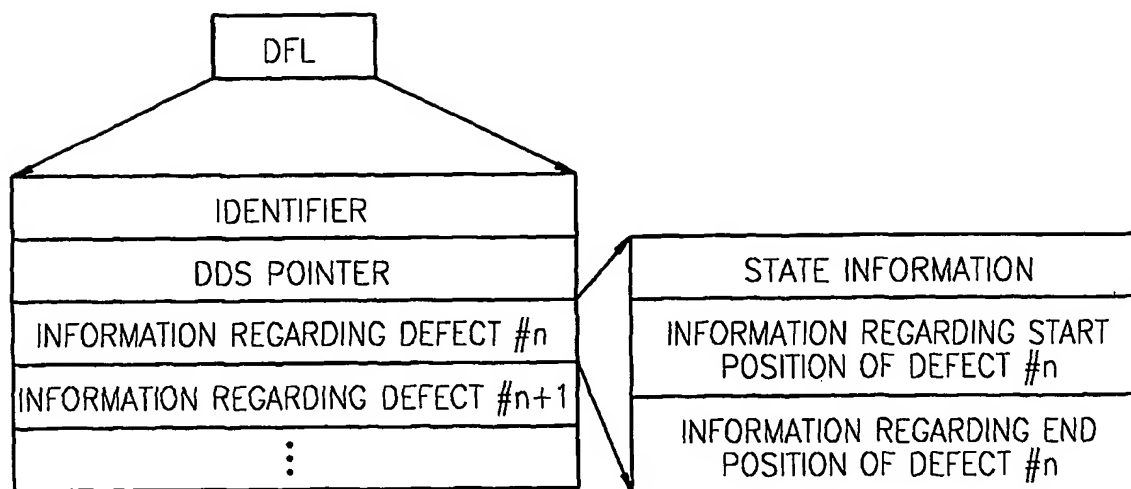 DFL
IDENTIFIER
DDS POINTER
INFORMATION REGARDING DEFECT #n
INFORMATION REGARDING DEFECT #n+1
⋮
STATE INFORMATION
INFORMATION REGARDING START
POSITION OF DEFECT #n
INFORMATION REGARDING END
POSITION OF DEFECT #n